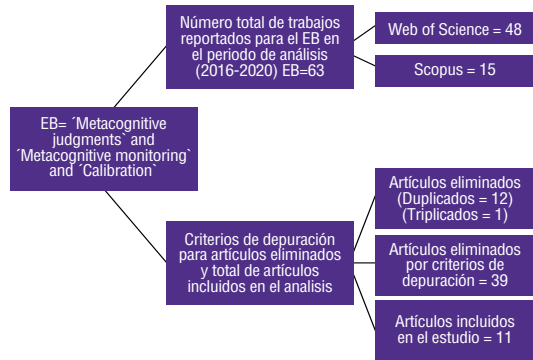 Número total de trabajos
reportados para el EB en
el periodo de análisis
(2016-2020) EB=63
Web of Science = 48
Scopus = 15
EB= ´Metacognitive
judgments` and
´Metacognitive monitoring`
and ´Calibration`
Criterios de depuración
para artículos eliminados
y total de artículos
incluidos en el analisis
Artículos eliminados
(Duplicados = 12)
(Triplicados = 1)
Artículos eliminados
por criterios de
depuración = 39
Artículos incluidos
en el estudio = 11